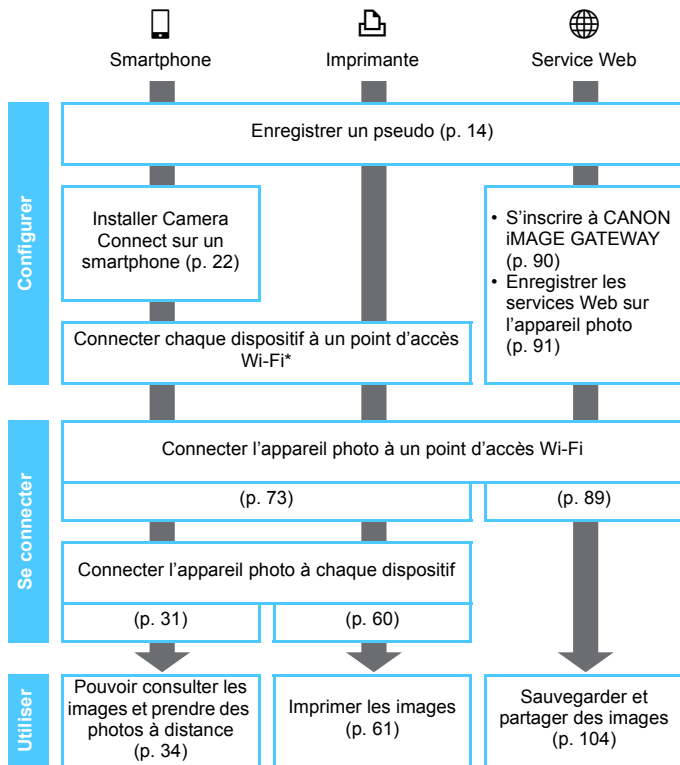 Smartphone
Imprimante
Service Web
Configurer
Enregistrer un pseudo (p. 14)
Installer Camera
Connect sur un
smartphone (p. 22)
• S'inscrire à CANON
iMAGE GATEWAY
(p. 90)
• Enregistrer les
services Web sur
l'appareil photo
(p. 91)
Connecter chaque dispositif à un point d'accès
Wi-Fi*
Se connecter
Connecter l'appareil photo à un point d'accès Wi-Fi
(p. 73)
(p. 89)
Connecter l'appareil photo à chaque dispositif
(p. 31)
(p. 60)
Utiliser
Pouvoir consulter les
images et prendre des
photos à distance
(p. 34)
Imprimer les images
(p. 61)
Sauvegarder et
partager des images
(p. 104)